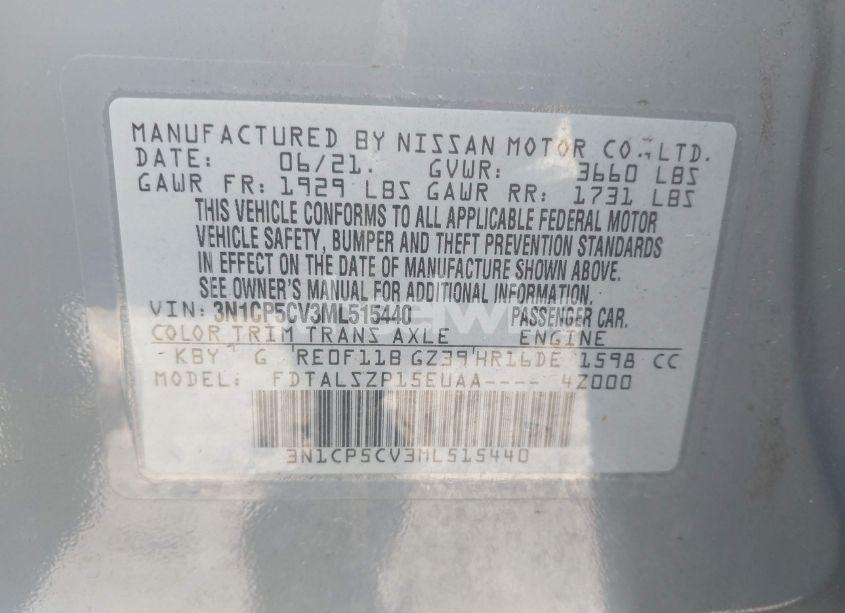 MANUFACTURED BY NISSAN MOTOR CO., LTD.
DATE: 06/21. GVWR: 3660 LBS
GAWR FR: 1929 LBS GAWR RR: 1731 LBS
THIS VEHICLE CONFORMS TO ALL APPLICABLE FEDERAL MOTOR
VEHICLE SAFETY, BUMPER AND THEFT PREVENTION STANDARDS
IN EFFECT ON THE DATE OF MANUFACTURE SHOWN ABOVE.
SEE OWNER'S MANUAL FOR ADDITIONAL INFORMATION.
VIN: 3N1CP5CV3ML515440 PASSENGER CAR.
COLOR TRIM TRANS AXLE ENGINE
KBY G RE0F11B GZ39 HR16DE 1598 CC
MODEL: FDTALSZP15EUAA---- 4Z000
3N1CP5CV3ML515440